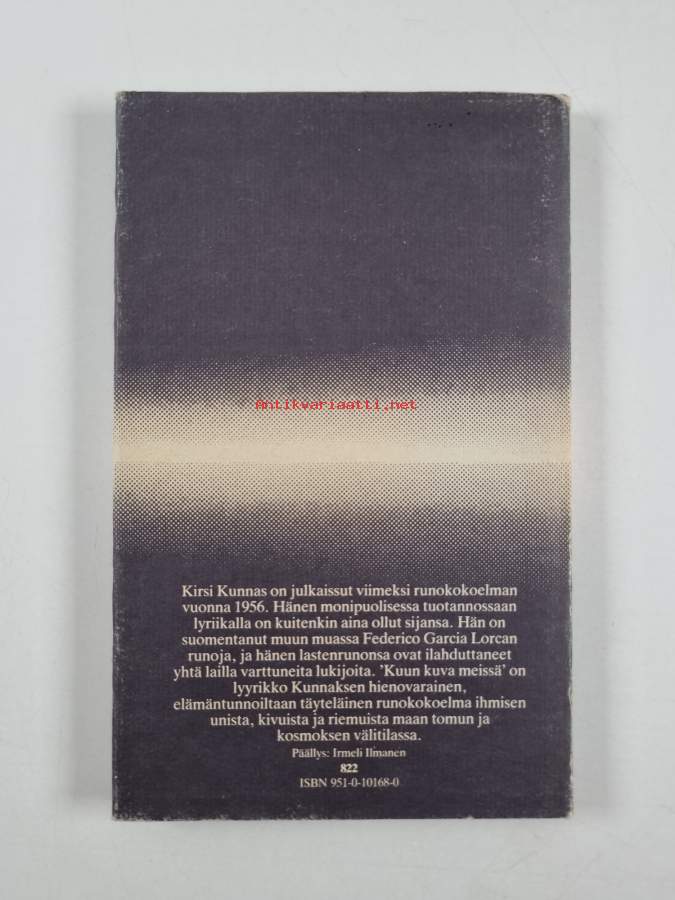 Antikvariaatti.net
Kirsi Kunnas on julkaissut viimeksi runokokoelman
vuonna 1956. Hänen monipuolisessa tuotannossaan
lyriikalla on kuitenkin aina ollut sijansa. Hän on
suomentanut muun muassa Federico Garcia Lorcan
runoja, ja hänen lastenrunonsa ovat ilahduttaneet
yhtä lailla varttuneita lukijoita. 'Kuun kuva meissä' on
lyyrikko Kunnaksen hienovarainen,
elämäntunnoiltaan täyteläinen runokokoelma ihmisen
unista, kivuista ja riemuista maan tomun ja
kosmoksen välitilassa.
Päällys: Irmeli Ilmanen
822
ISBN 951-0-10168-0